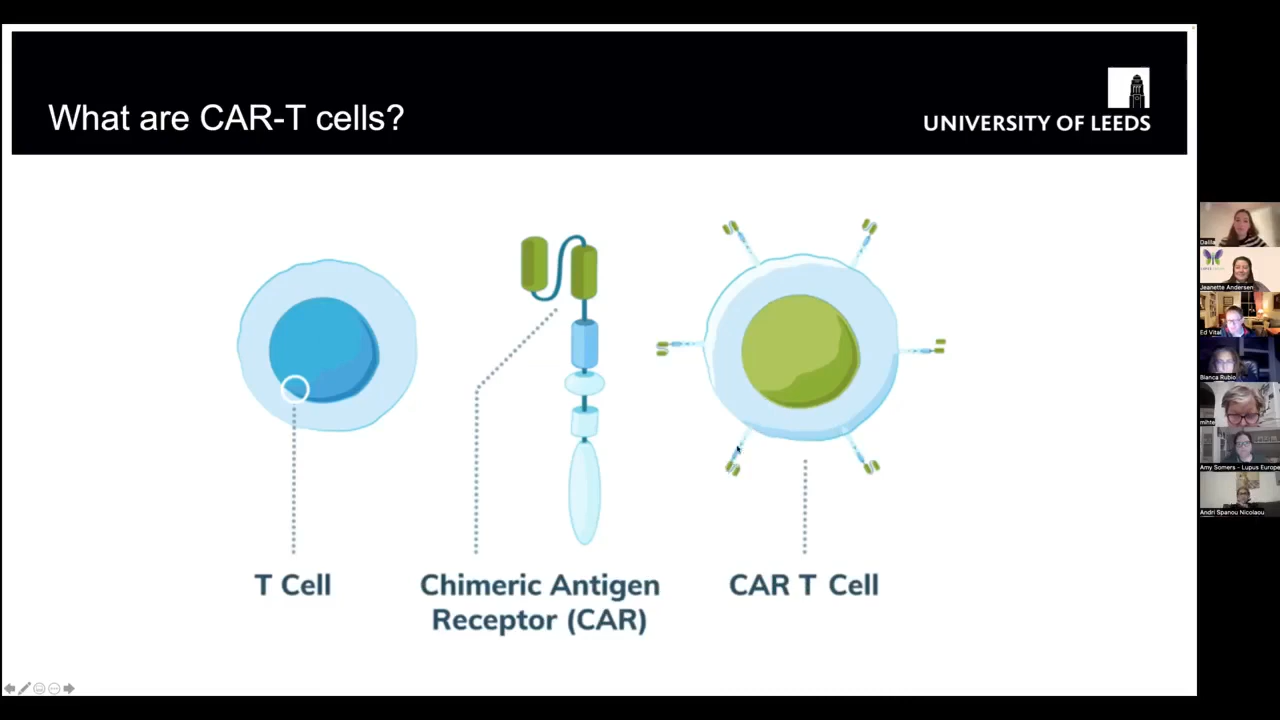 What are CAR-T cells?
UNIVERSITY OF LEEDS
T Cell
Chimeric Antigen
Receptor (CAR)
CAR T Cell
Dalila
Jeanette Andersen
Ed Vital
Bianca Rubio
Amy Somers - Lupus Europe
Andri Spanou Nicolaou